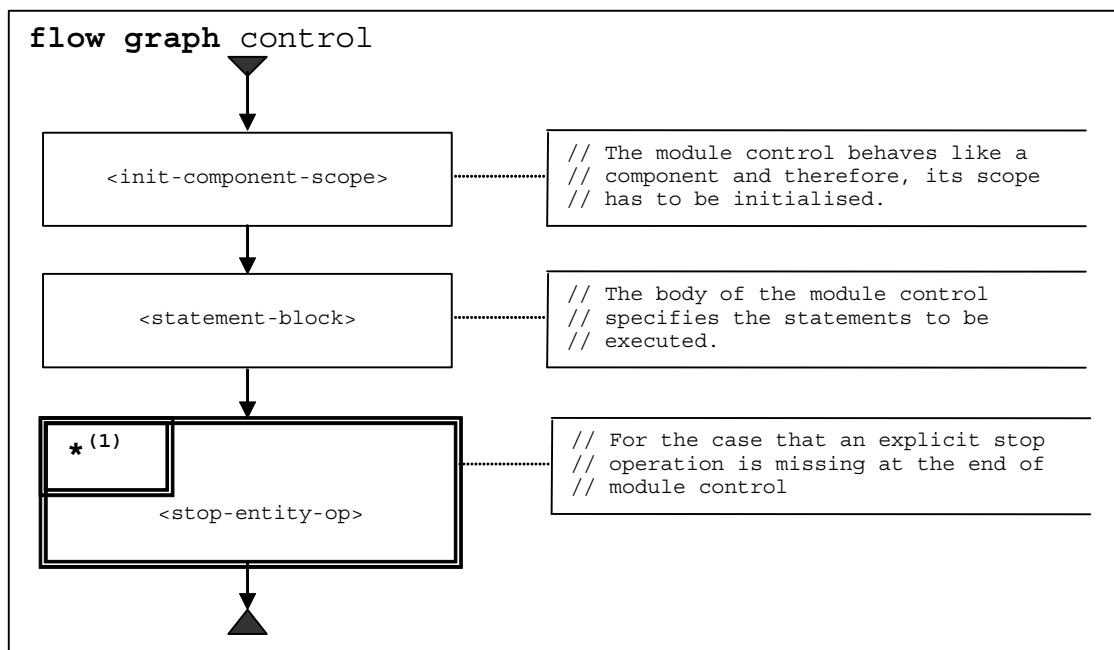 flow graph control
<init-component-scope>
// The module control behaves like a
// component and therefore, its scope
// has to be initialised.
<statement-block>
// The body of the module control
// specifies the statements to be
// executed.
*(1)
<stop-entity-op>
// For the case that an explicit stop
// operation is missing at the end of
// module control